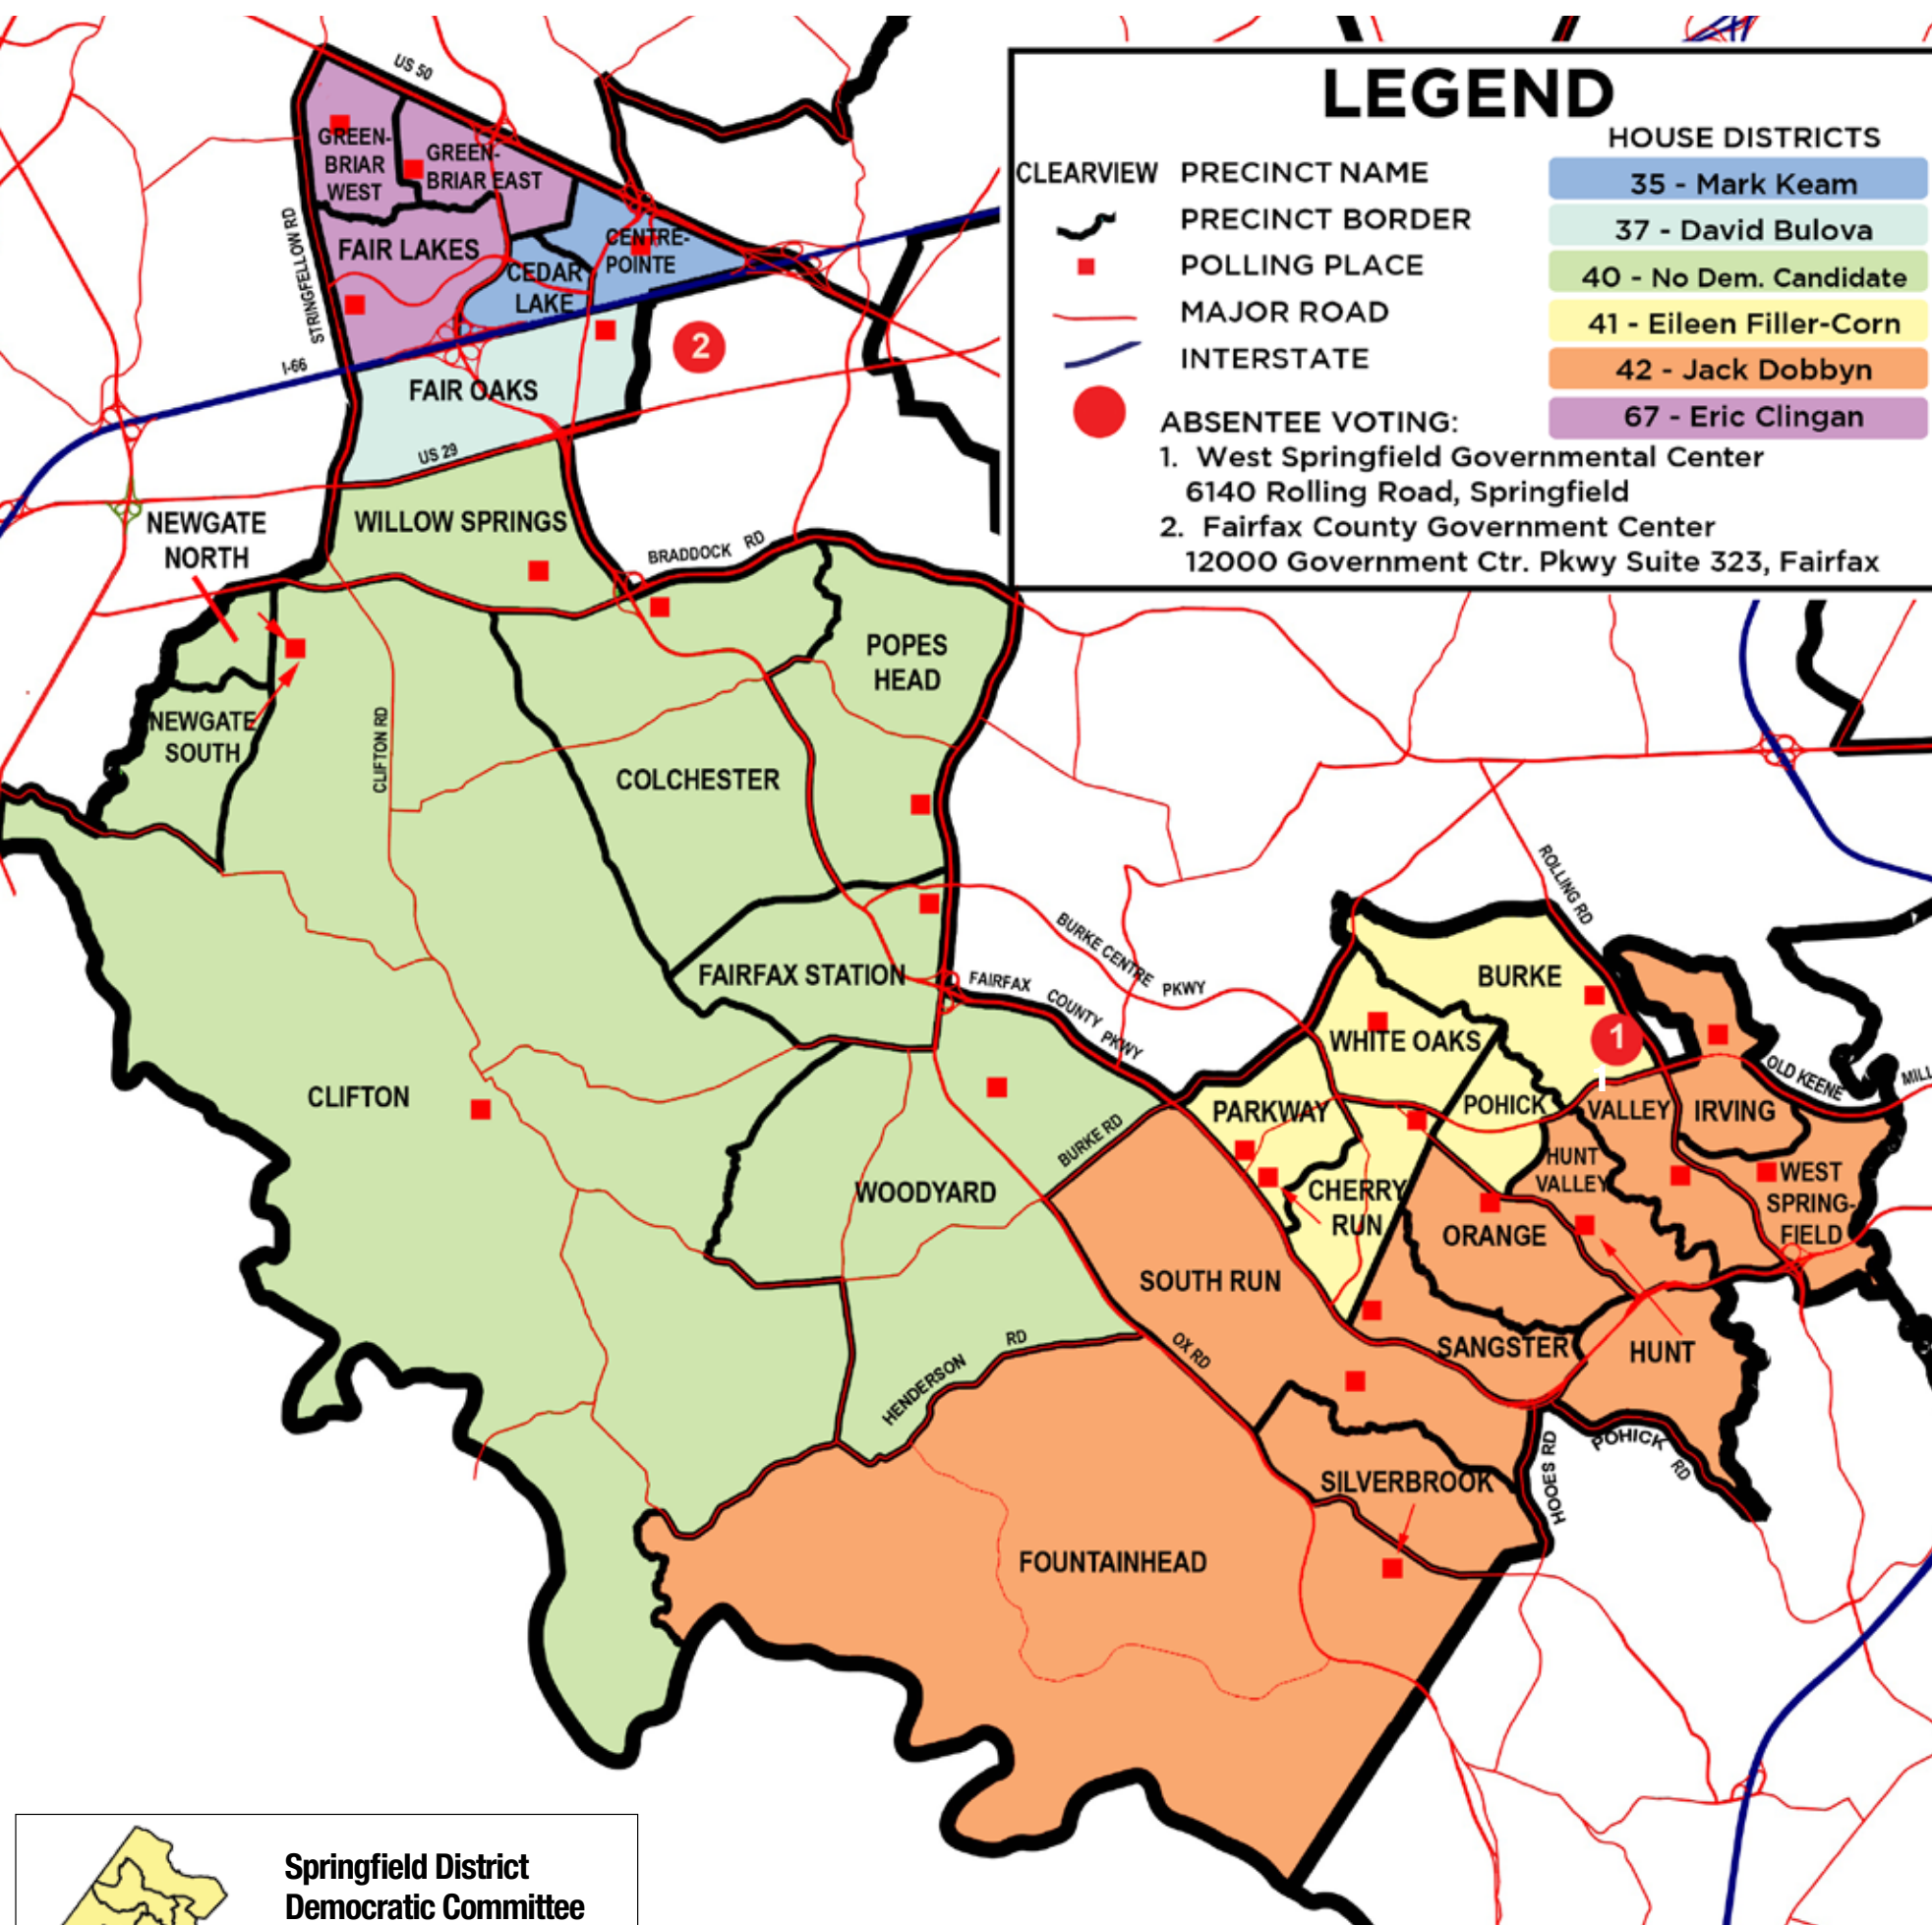 LEGEND
HOUSE DISTRICTS
CLEARVIEW PRECINCT NAME
PRECINCT BORDER
POLLING PLACE
MAJOR ROAD
INTERSTATE
35 - Mark Keam
37 - David Bulova
40 - No Dem. Candidate
41 - Eileen Filler-Corn
42 - Jack Dobbyn
67 - Eric Clingan
ABSENTEE VOTING:
1. West Springfield Governmental Center
6140 Rolling Road, Springfield
2. Fairfax County Government Center
12000 Government Ctr. Pkwy Suite 323, Fairfax
US 50
GREEN-
BRIAR
WEST
GREEN-
BRIAR EAST
STRINGFELLOW RD
FAIR LAKES
CENTRE-
POINTE
CEDAR
LAKE
2
I-66
FAIR OAKS
US 29
NEWGATE
NORTH
WILLOW SPRINGS
BRADDOCK RD
POPES
HEAD
NEWGATE
SOUTH
CLIFTON RD
COLCHESTER
ROLLING RD
FAIRFAX STATION
BURKE CENTRE PKWY
FAIRFAX COUNTY PKWY
BURKE
WHITE OAKS
1
1
OLD KEENE MILL
CLIFTON
PARKWAY
POHICK
VALLEY
IRVING
BURKE RD
HUNT
VALLEY
WEST
SPRING-
FIELD
WOODYARD
CHERRY
RUN
ORANGE
SOUTH RUN
SANGSTER
HUNT
OX RD
HENDERSON RD
POHICK RD
HOOES RD
SILVERBROOK
FOUNTAINHEAD
Springfield District
Democratic Committee